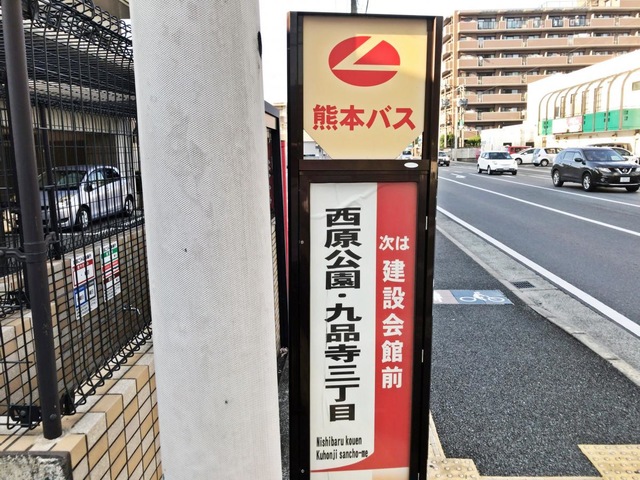 熊本バス
次は 建設会館前
西原公園・九品寺三丁目
Nishibaru kouen
Kuhonji sancho-me